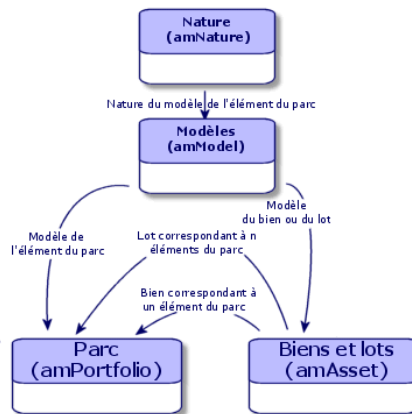 Nature
(amNature)
Nature du modèle de l'élément du parc
Modèles
(amModel)
Modèle
du bien ou du lot
Modèle de
l'élément du parc
Lot correspondant à n
éléments du parc
Bien correspondant à
un élément du parc
Parc
(amPortfolio)
Biens et lots
(amAsset)